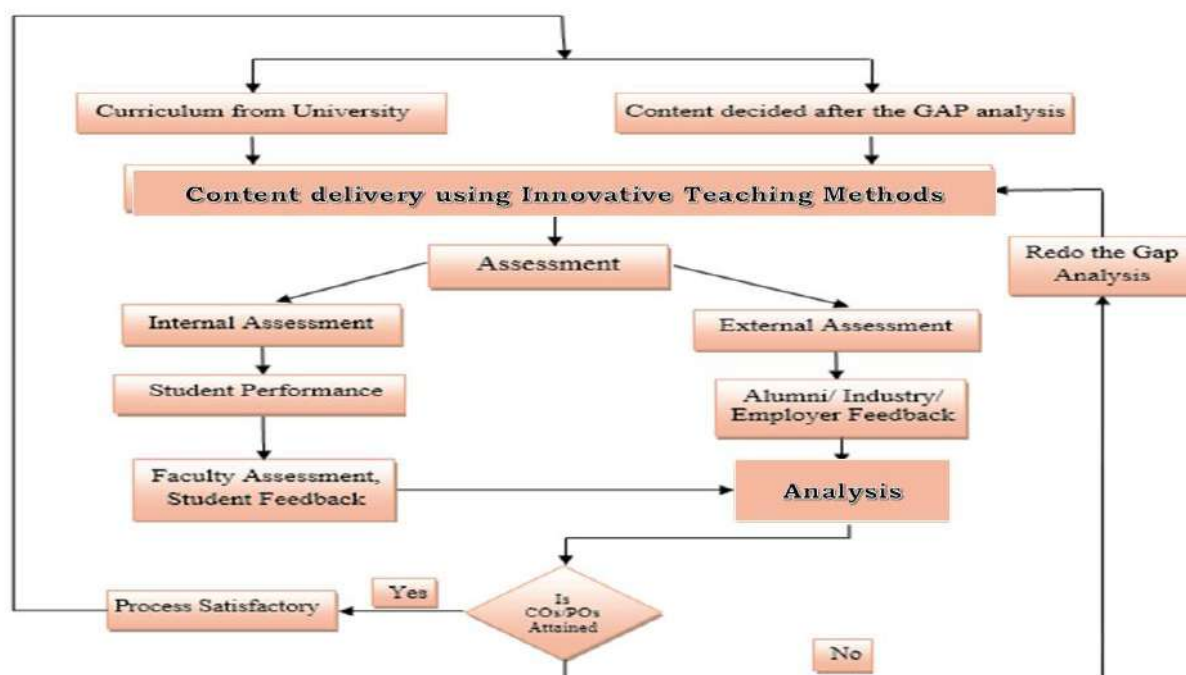 Curriculum from University
Content decided after the GAP analysis
Content delivery using Innovative Teaching Methods
Assessment
Redo the Gap
Analysis
Internal Assessment
External Assessment
Student Performance
Alumni/ Industry/
Employer Feedback
Faculty Assessment,
Student Feedback
Analysis
Process Satisfactory
Yes
Is
COs/POs
Attained
No